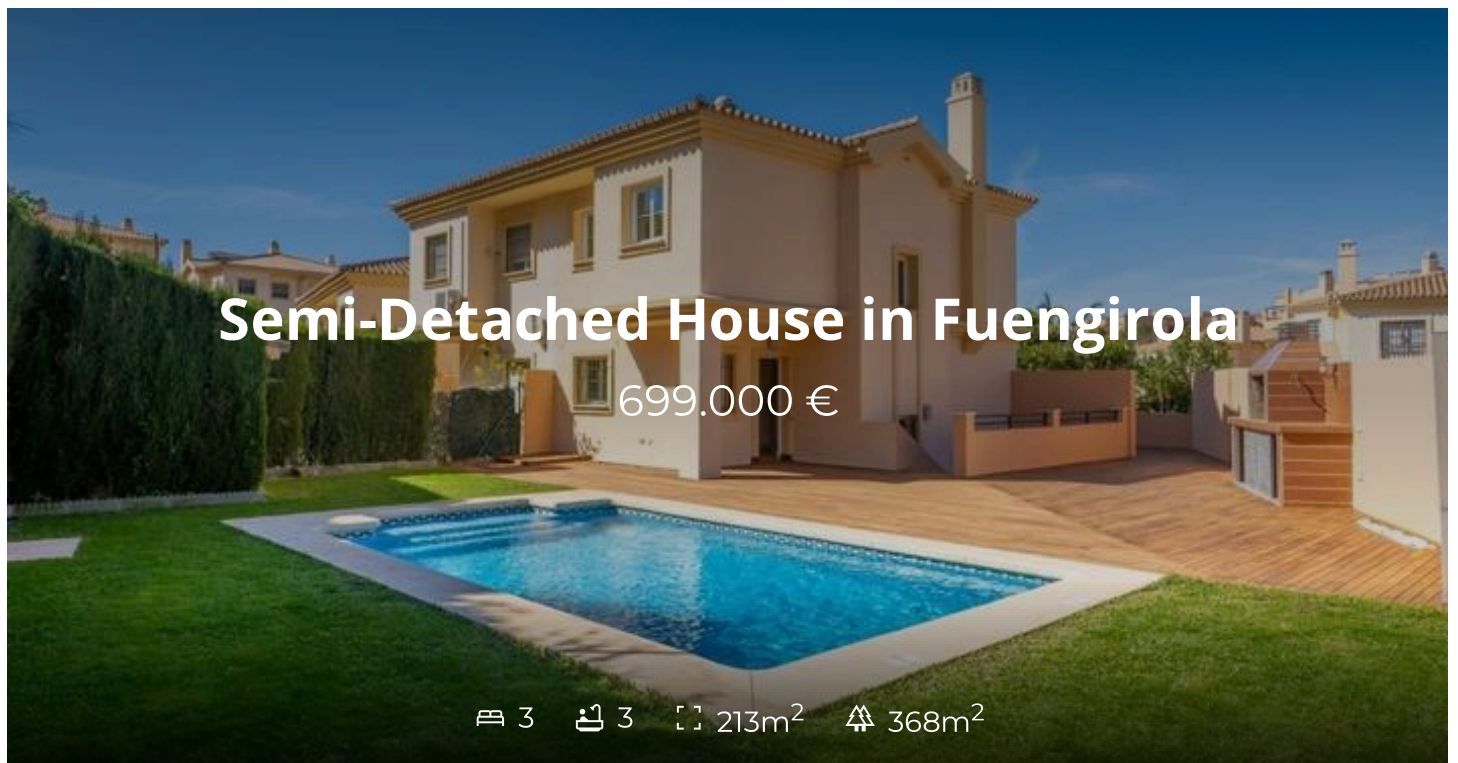 Semi-Detached House in Fuengirola
699.000 €
3 3 213m² 368m²